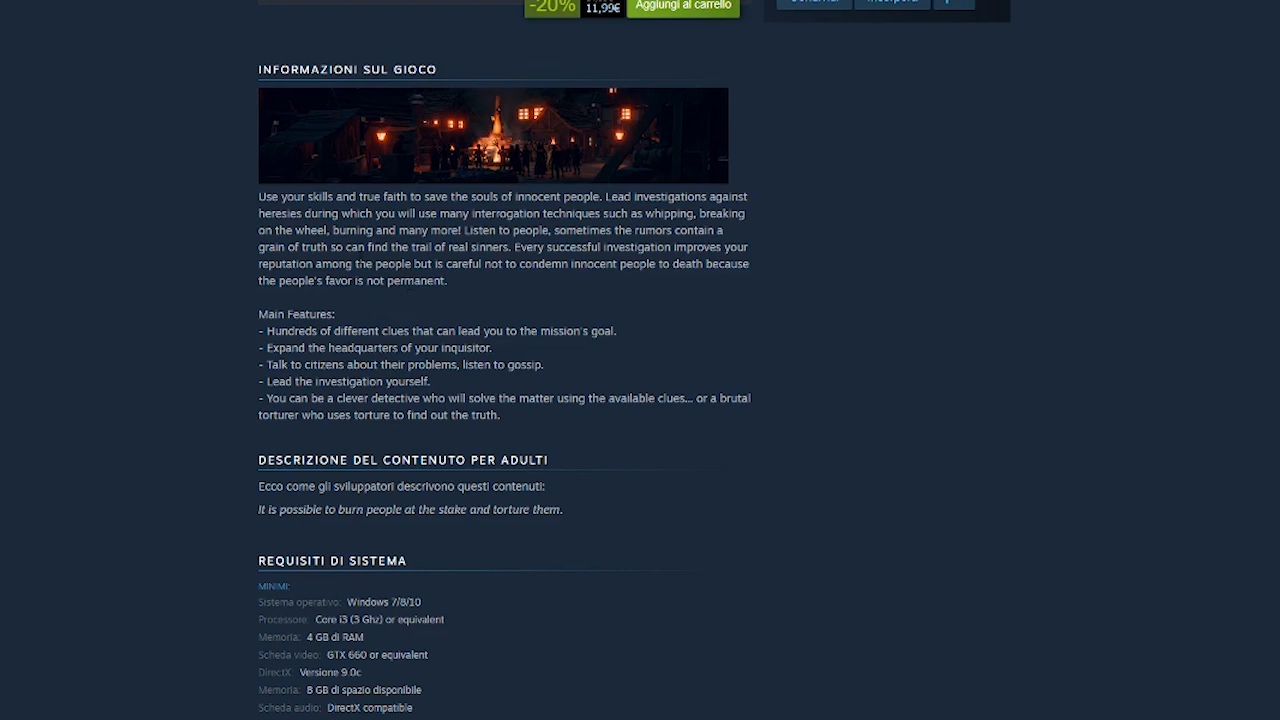 -20%
11,99€
Aggiungi al carrello
INFORMAZIONI SUL GIOCO
Use your skills and true faith to save the souls of innocent people. Lead investigations against
heresies during which you will use many interrogation techniques such as whipping, breaking
on the wheel, burning and many more! Listen to people, sometimes the rumors contain a
grain of truth so can find the trail of real sinners. Every successful investigation improves your
reputation among the people but is careful not to condemn innocent people to death because
the people's favor is not permanent.
Main Features:
- Hundreds of different clues that can lead you to the mission's goal.
- Expand the headquarters of your inquisitor.
- Talk to citizens about their problems, listen to gossip.
- Lead the investigation yourself.
- You can be a clever detective who will solve the matter using the available clues... or a brutal
torturer who uses torture to find out the truth.
DESCRIZIONE DEL CONTENUTO PER ADULTI
Ecco come gli sviluppatori descrivono questi contenuti:
It is possible to burn people at the stake and torture them.
REQUISITI DI SISTEMA
MINIMI:
Sistema operativo: Windows 7/8/10
Processore: Core i3 (3 Ghz) or equivalent
Memoria: 4 GB di RAM
Scheda video: GTX 660 or equivalent
DirectX: Versione 9.0c
Memoria: 8 GB di spazio disponibile
Scheda audio: DirectX compatible